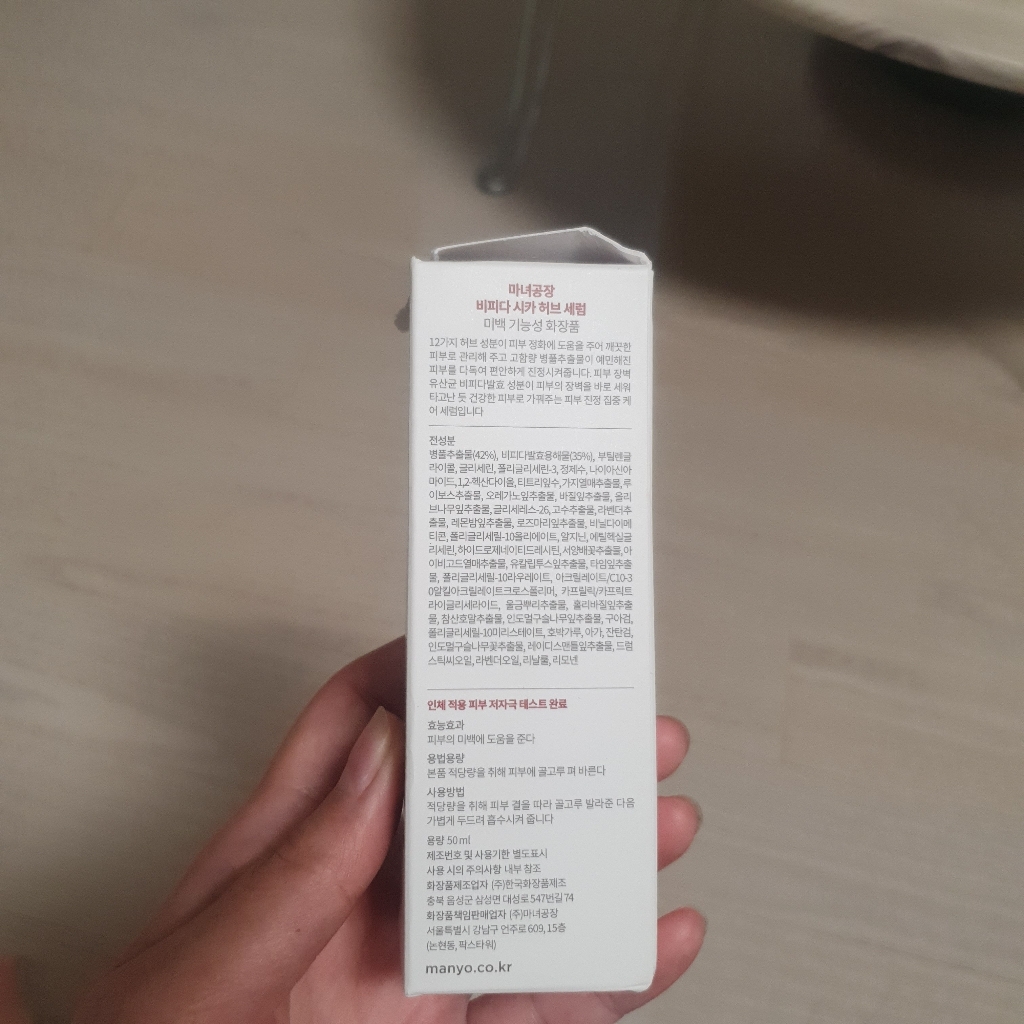 마녀공장
비피다 시카 허브 세럼
미백 기능성 화장품
12가지 허브 성분이 피부 정화에 도움을 주어 깨끗한
피부로 관리해 주고 고함량 병풀추출물이 예민해진
피부를 다독여 편안하게 진정시켜줍니다. 피부 장벽
유산균 비피다발효 성분이 피부의 장벽을 바로 세워
타고난 듯 건강한 피부로 가꿔주는 피부 진정 집중 케
어 세럼입니다
전성분
병풀추출물(42%), 비피다발효용해물(35%), 부틸렌글
라이콜, 글리세린, 폴리글리세린-3, 정제수, 나이아신아
마이드, 1,2-헥산다이올, 티트리잎수, 가지열매추출물, 루
이보스추출물, 오레가노잎추출물, 바질잎추출물, 올리
브나무잎추출물, 글리세레스-26, 고수추출물, 라벤더추
출물, 레몬밤잎추출물, 로즈마리잎추출물, 비닐다이메
티콘, 폴리글리세릴-10올리에이트, 알지닌, 에틸헥실글
리세린, 하이드로제네이티드레시틴, 서양배꽃추출물, 아
이비고드열매추출물, 유칼립투스잎추출물, 타임잎추출
물, 폴리글리세릴-10라우레이트, 아크릴레이트/C10-3
0알킬아크릴레이트크로스폴리머, 카프릴릭/카프릭트
라이글리세라이드, 울금뿌리추출물, 홀리바질잎추출
물, 참산호말추출물, 인도멀구슬나무잎추출물, 구아검,
폴리글리세릴-10미리스테이트, 호박가루, 아가, 잔탄검,
인도멀구슬나무꽃추출물, 레이디스맨틀잎추출물, 드럼
스틱씨오일, 라벤더오일, 리날룰, 리모넨
인체 적용 피부 저자극 테스트 완료
효능효과
피부의 미백에 도움을 준다
용법용량
본품 적당량을 취해 피부에 골고루 펴 바른다
사용방법
적당량을 취해 피부 결을 따라 골고루 발라준 다음
가볍게 두드려 흡수시켜 줍니다
용량 50ml
제조번호 및 사용기한 별도표시
사용 시의 주의사항 내부 참조
화장품제조업자 (주)한국화장품제조
충북 음성군 삼성면 대성로 547번길 74
화장품책임판매업자 (주)마녀공장
서울특별시 강남구 언주로 609, 15층
(논현동, 팍스타워)
manyo.co.kr